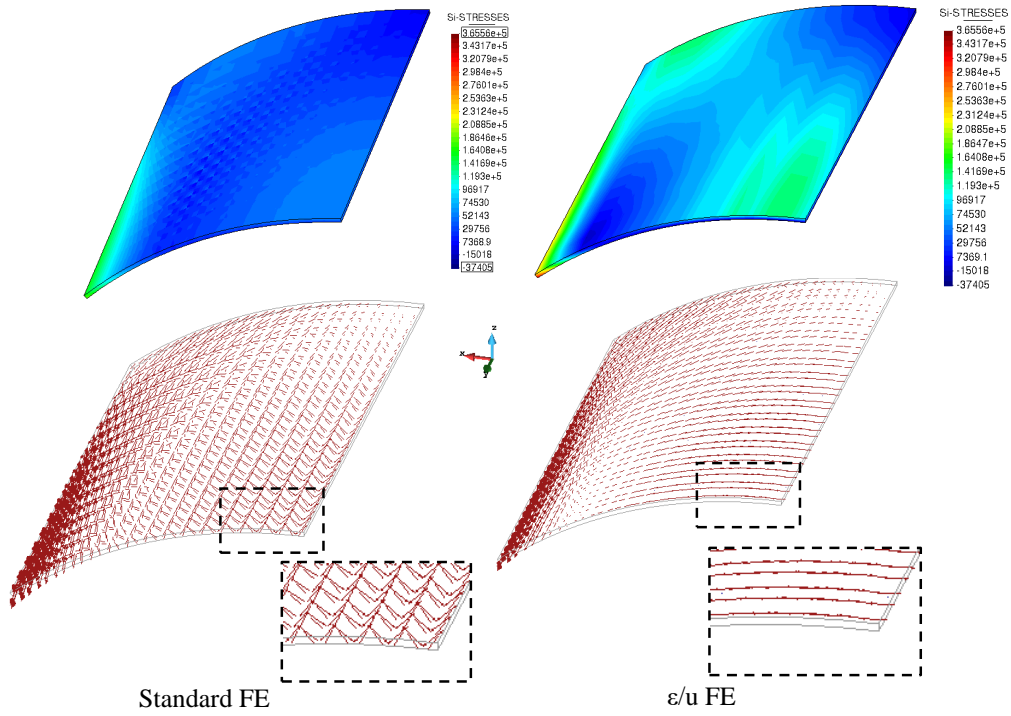 Si-STRESSES
3.6556e+5
3.4317e+5
3.2079e+5
2.984e+5
2.7601e+5
2.5363e+5
2.3124e+5
2.0885e+5
1.8646e+5
1.6408e+5
1.4169e+5
1.193e+5
96917
74530
52143
29756
7368.9
-15018
-37405
Si-STRESSES
3.6556e+5
3.4317e+5
3.2079e+5
2.984e+5
2.7601e+5
2.5363e+5
2.3124e+5
2.0885e+5
1.8647e+5
1.6408e+5
1.4169e+5
1.193e+5
96917
74530
52143
29756
7369.1
-15018
-37405
z
x
Standard FE
ε/u FE